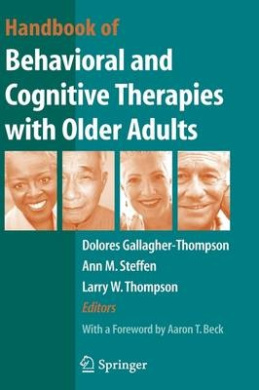 Handbook of
Behavioral and
Cognitive Therapies
with Older Adults
Dolores Gallagher-Thompson
Ann M. Steffen
Larry W. Thompson
Editors
With a Foreword by Aaron T. Beck
Springer